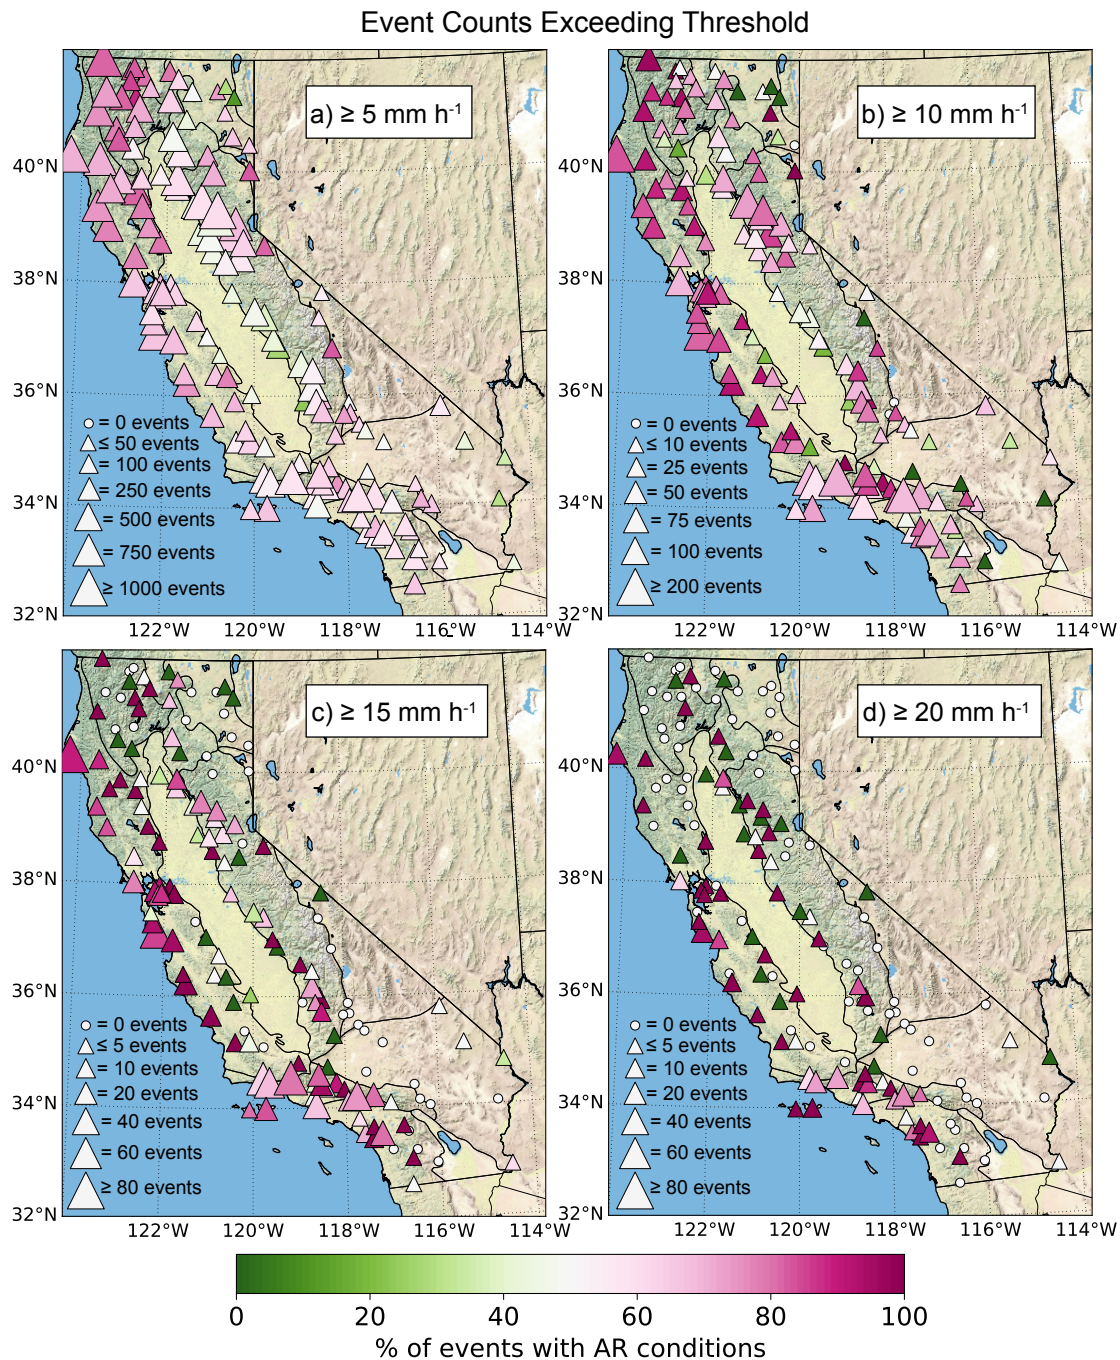 Event Counts Exceeding Threshold
a) ≥ 5 mm h⁻¹
b) ≥ 10 mm h⁻¹
40°N
38°N
36°N
34°N
32°N
= 0 events
≤ 50 events
= 100 events
= 250 events
= 500 events
= 750 events
≥ 1000 events
122°W
120°W
118°W
116°W
114°W
40°N
38°N
36°N
34°N
32°N
= 0 events
≤ 10 events
= 25 events
= 50 events
= 75 events
= 100 events
≥ 200 events
122°W
120°W
118°W
116°W
114°W
c) ≥ 15 mm h⁻¹
d) ≥ 20 mm h⁻¹
40°N
38°N
36°N
34°N
32°N
= 0 events
≤ 5 events
= 10 events
= 20 events
= 40 events
= 60 events
≥ 80 events
122°W
120°W
118°W
116°W
114°W
40°N
38°N
36°N
34°N
32°N
= 0 events
≤ 5 events
= 10 events
= 20 events
= 40 events
= 60 events
≥ 80 events
122°W
120°W
118°W
116°W
114°W
0
20
40
60
80
100
% of events with AR conditions